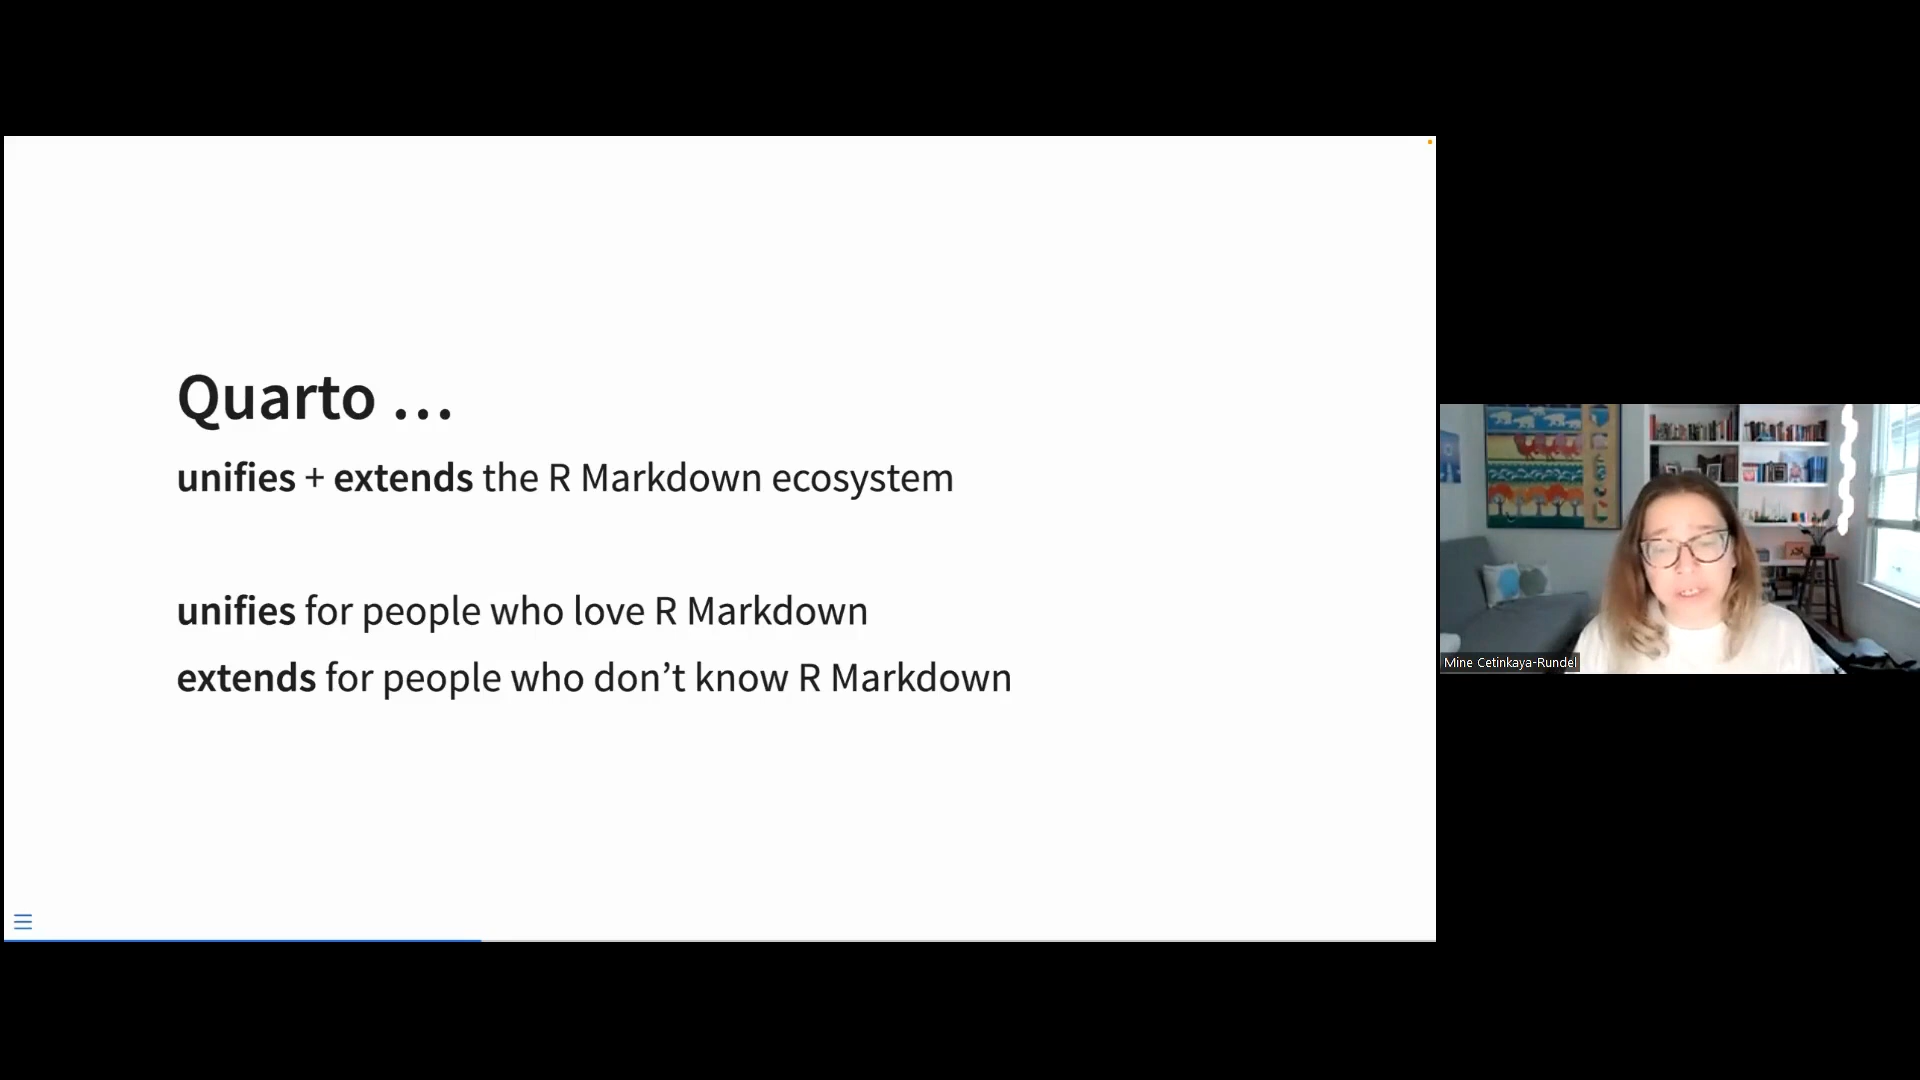 Quarto …
unifies + extends the R Markdown ecosystem
unifies for people who love R Markdown
extends for people who don’t know R Markdown
Mine Cetinkaya-Rundel